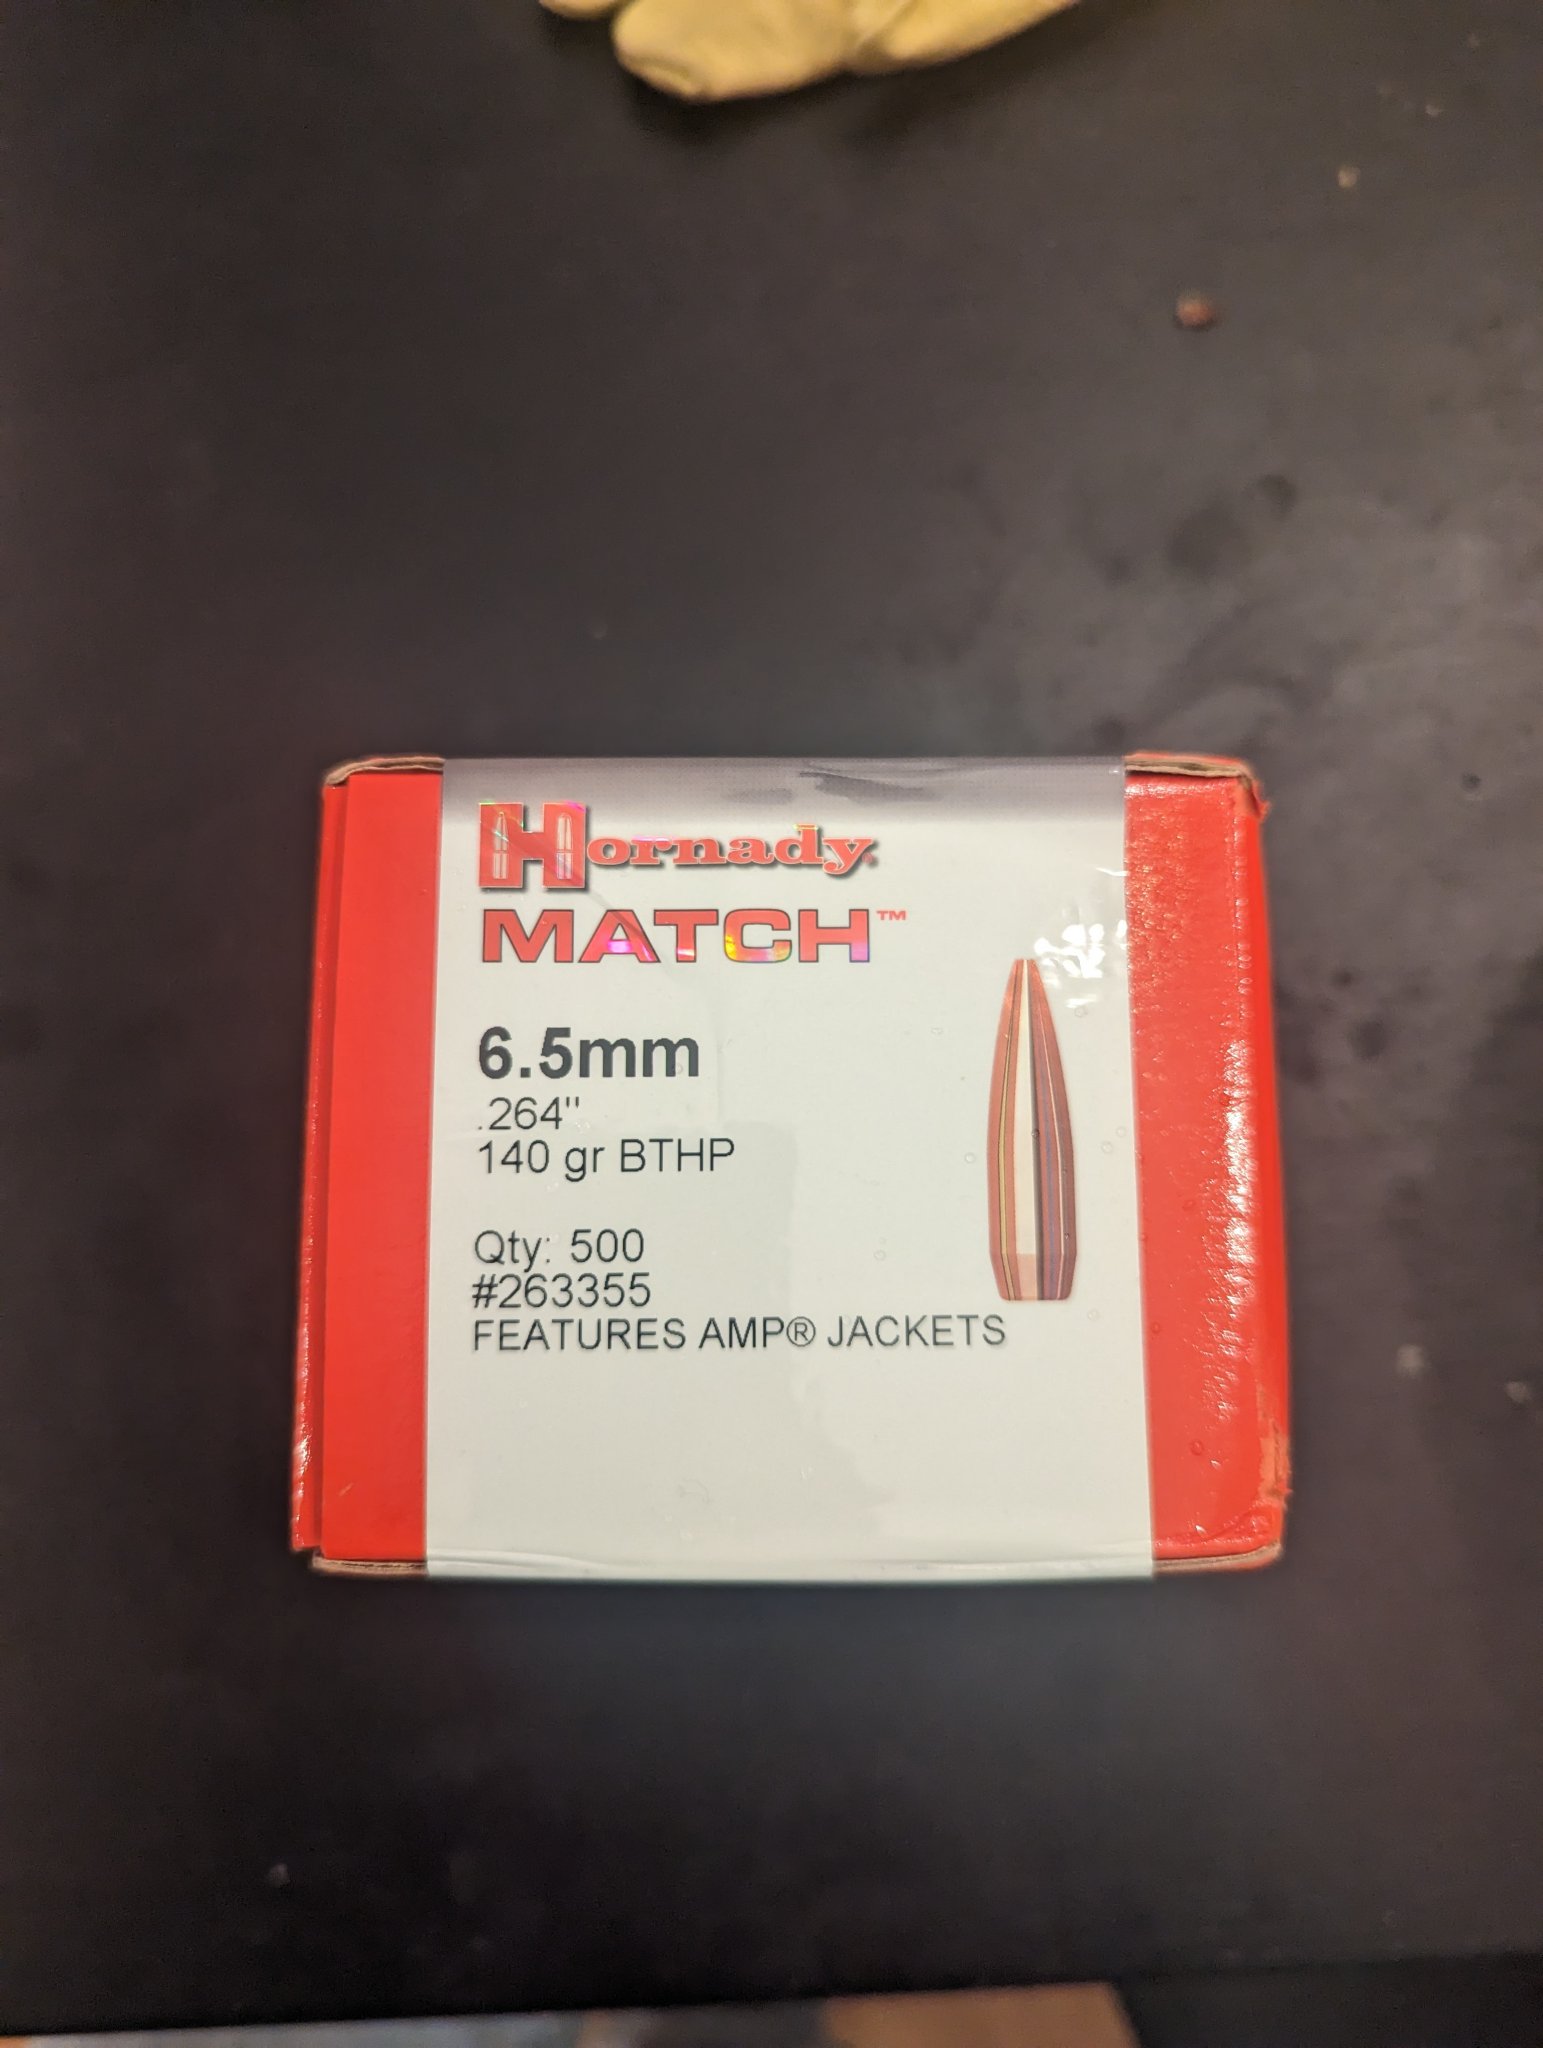 Hornady®
MATCH™
6.5mm
.264"
140 gr BTHP
Qty: 500
#263355
FEATURES AMP® JACKETS